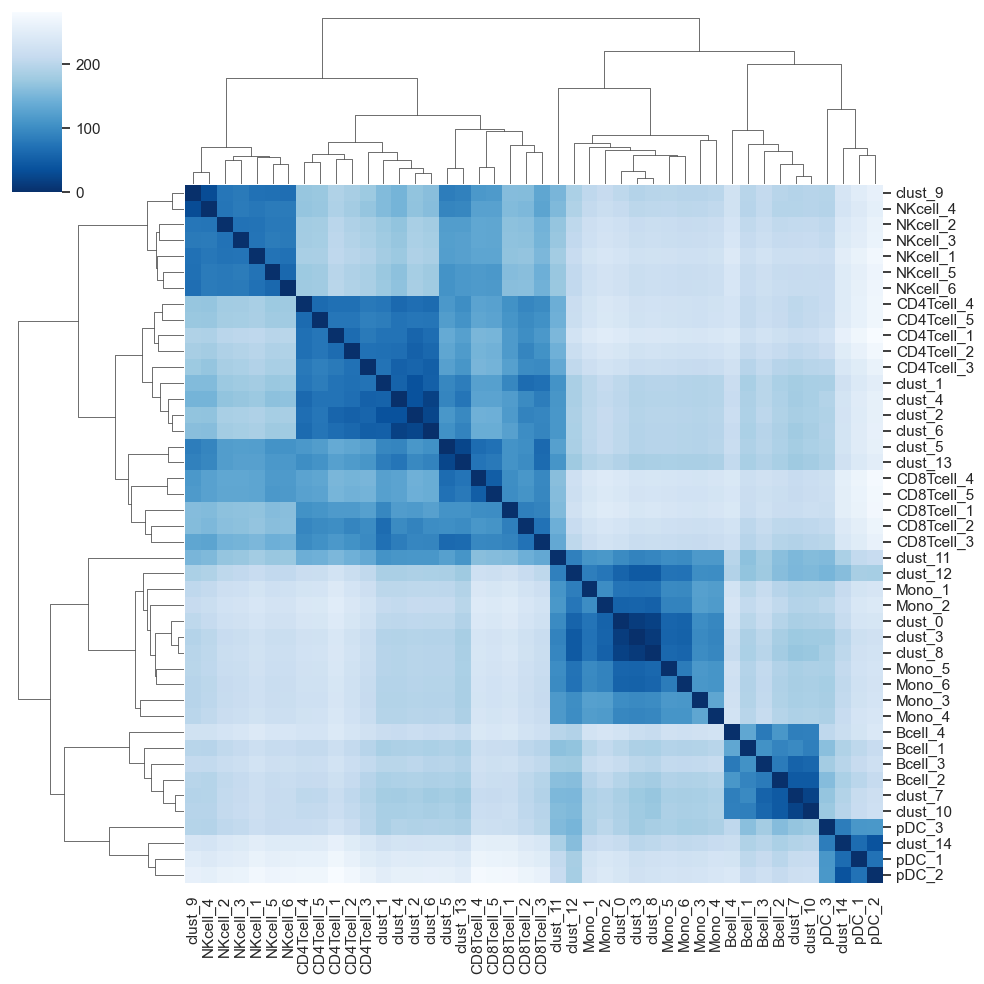 200
100
0
clust_9
NKcell_4
NKcell_2
NKcell_3
NKcell_1
NKcell_5
NKcell_6
CD4Tcell_4
CD4Tcell_5
CD4Tcell_1
CD4Tcell_2
CD4Tcell_3
clust_1
clust_4
clust_2
clust_6
clust_5
clust_13
CD8Tcell_4
CD8Tcell_5
CD8Tcell_1
CD8Tcell_2
CD8Tcell_3
clust_11
clust_12
Mono_1
Mono_2
clust_0
clust_3
clust_8
Mono_5
Mono_6
Mono_3
Mono_4
Bcell_4
Bcell_1
Bcell_3
Bcell_2
clust_7
clust_10
pDC_3
clust_14
pDC_1
pDC_2
clust_9
NKcell_4
NKcell_2
NKcell_3
NKcell_1
NKcell_5
NKcell_6
CD4Tcell_4
CD4Tcell_5
CD4Tcell_1
CD4Tcell_2
CD4Tcell_3
clust_1
clust_4
clust_2
clust_6
clust_5
clust_13
CD8Tcell_4
CD8Tcell_5
CD8Tcell_1
CD8Tcell_2
CD8Tcell_3
clust_11
clust_12
Mono_1
Mono_2
clust_0
clust_3
clust_8
Mono_5
Mono_6
Mono_3
Mono_4
Bcell_4
Bcell_1
Bcell_3
Bcell_2
clust_7
clust_10
pDC_3
clust_14
pDC_1
pDC_2